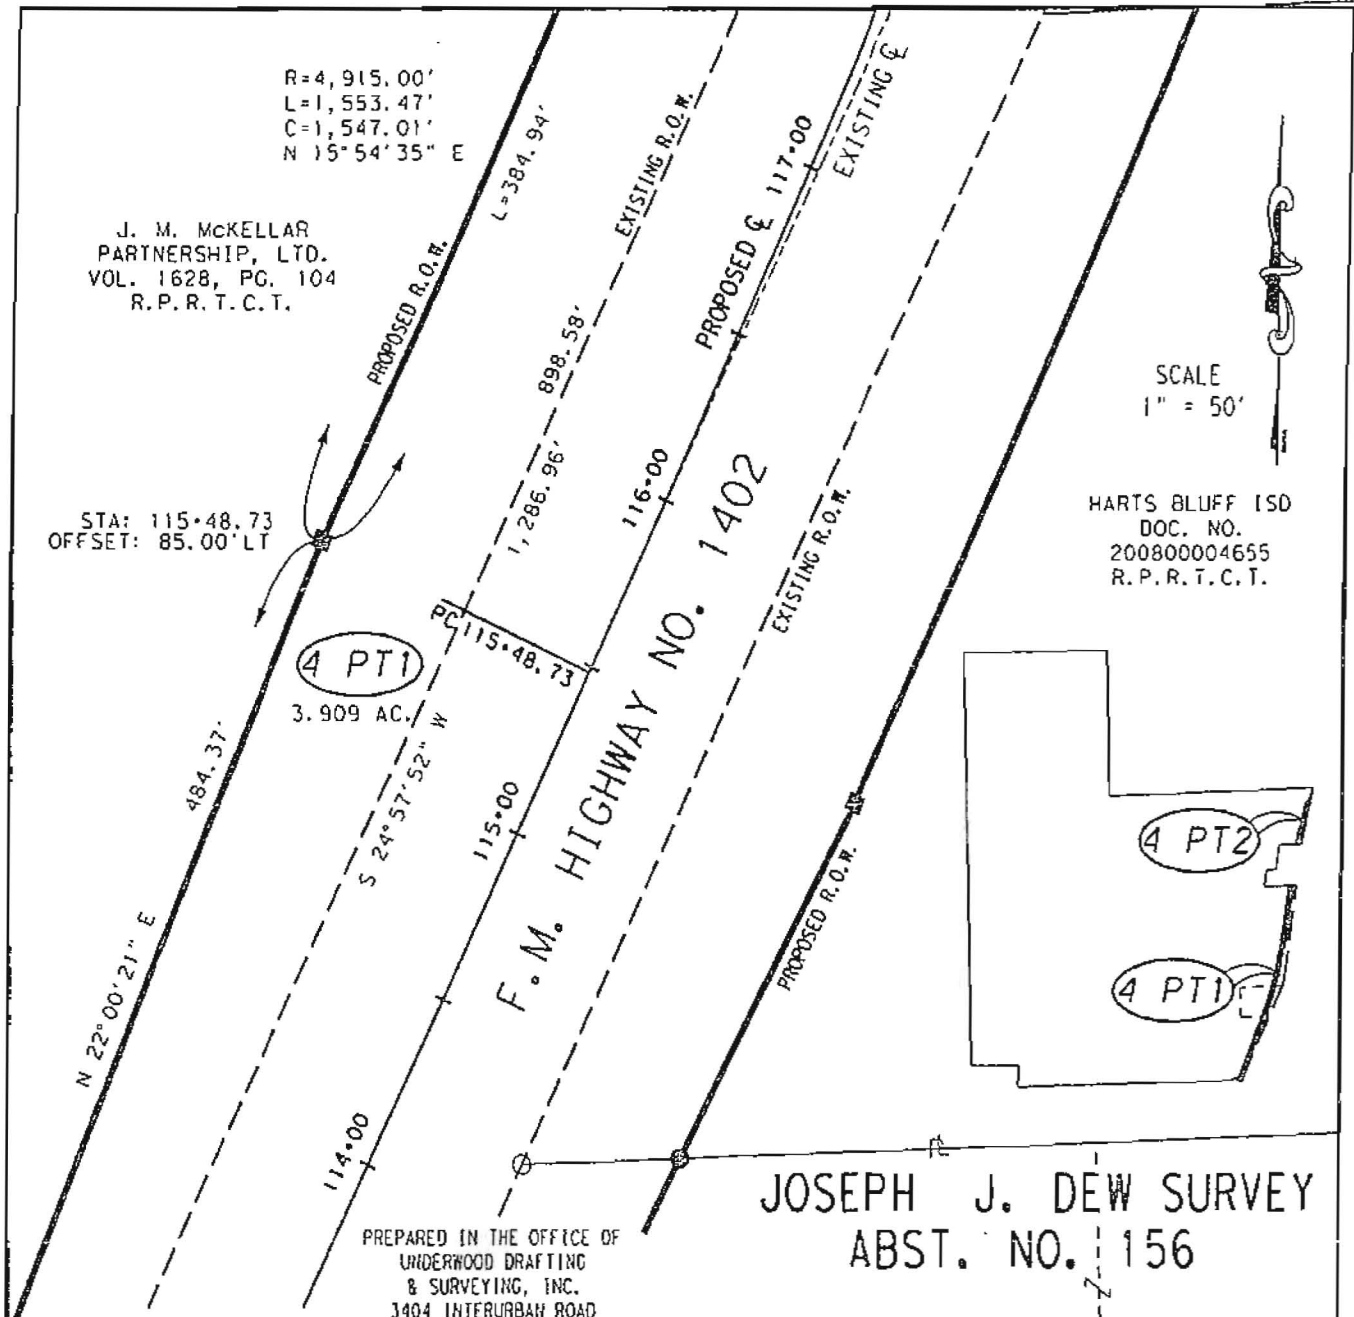 R=4,915.00'
L=1,553.47'
C=1,547.01'
N 15°54'35" E
J. M. McKELLAR
PARTNERSHIP, LTD.
VOL. 1628, PG. 104
R.P.R.T.C.T.
L=384.94'
PROPOSED R.O.W.
EXISTING R.O.W.
898.58'
1,286.96'
PROPOSED ℄
117+00
EXISTING ℄
SCALE
1" = 50'
HARTS BLUFF ISD
DOC. NO.
200800004655
R.P.R.T.C.T.
STA: 115+48.73
OFFSET: 85.00'LT
116+00
EXISTING R.O.W.
PC 115+48.73
4 PT1
3.909 AC.
484.37'
S 24°57'52" W
115+00
F.M. HIGHWAY NO. 1402
4 PT2
PROPOSED R.O.W.
N 22°00'21" E
4 PT1
114+00
JOSEPH J. DEW SURVEY
ABST. NO. 156
PREPARED IN THE OFFICE OF
UNDERWOOD DRAFTING
& SURVEYING, INC.
3404 INTERURBAN ROAD